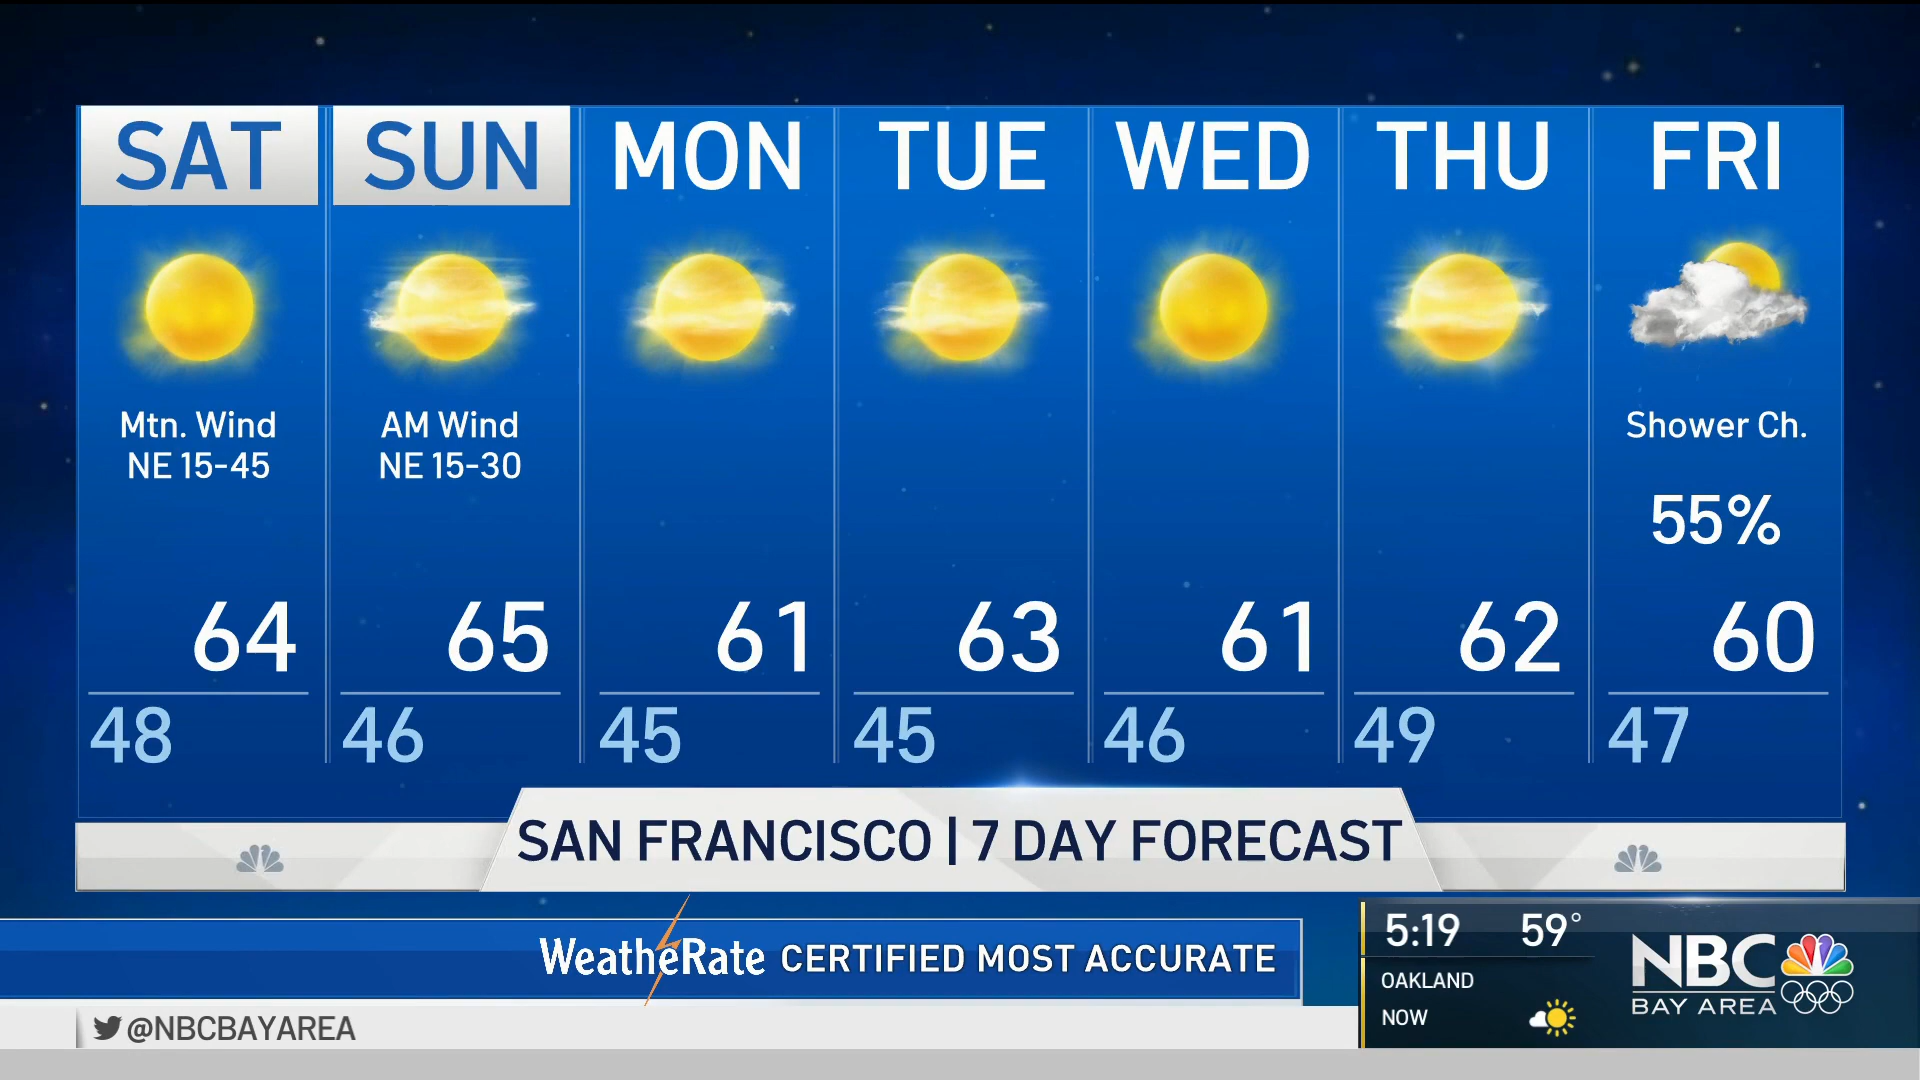 SAT SUN MON TUE WED THU FRI
Mtn. Wind AM Wind Shower Ch.
NE 15-45 NE 15-30
55%
64 65 61 63 61 62 60
48 46 45 45 46 49 47
SAN FRANCISCO | 7 DAY FORECAST
WeatheRate CERTIFIED MOST ACCURATE
5:19 59°
OAKLAND
NOW
NBC
BAY AREA
@NBCBAYAREA